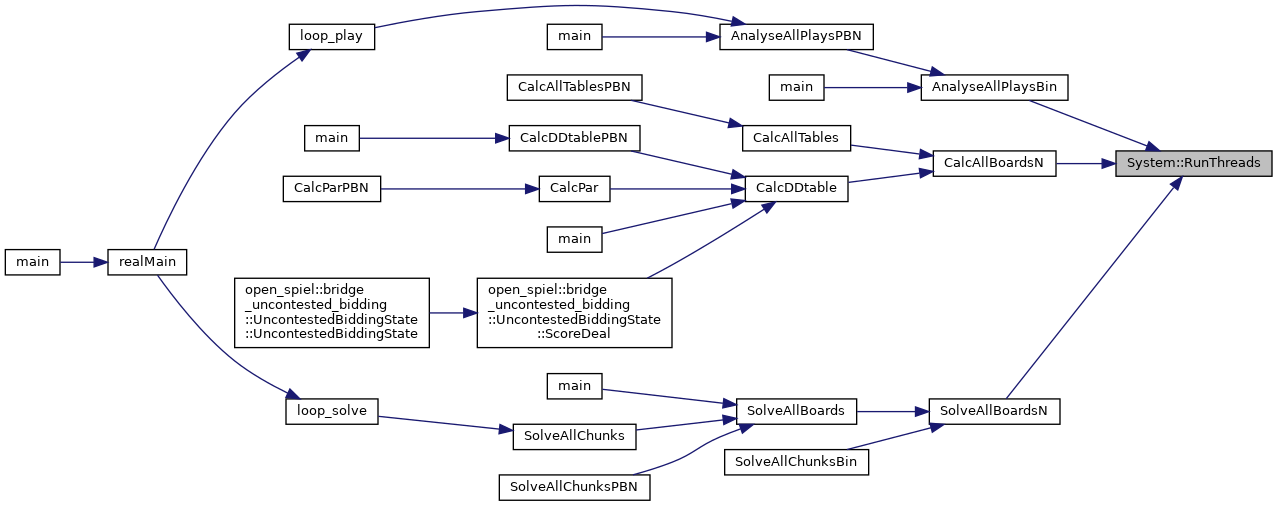 loop_play
main
AnalyseAllPlaysPBN
CalcAllTablesPBN
main
AnalyseAllPlaysBin
main
CalcDDtablePBN
CalcAllTables
CalcAllBoardsN
System::RunThreads
CalcParPBN
CalcPar
CalcDDtable
main
main
realMain
open_spiel::bridge
_uncontested_bidding
::UncontestedBiddingState
::UncontestedBiddingState
open_spiel::bridge
_uncontested_bidding
::UncontestedBiddingState
::ScoreDeal
main
loop_solve
SolveAllBoards
SolveAllBoardsN
SolveAllChunks
SolveAllChunksBin
SolveAllChunksPBN